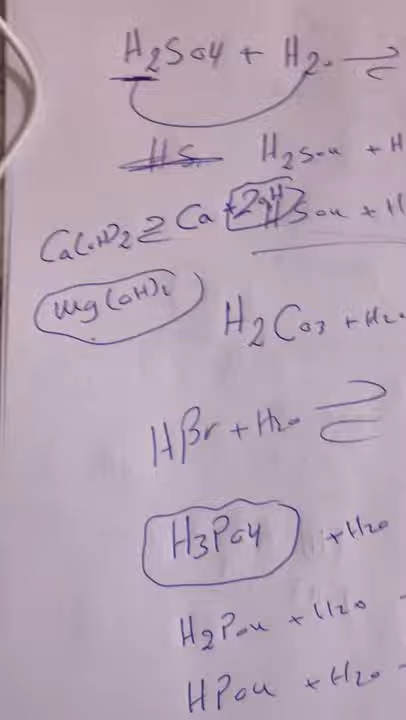 H2SO4 + H2O ⇌
H2SO4 + H
Ca(OH)2 ⇌ Ca + 2OH SO4 + H
Mg(OH)2
H2CO3 + H2O
HBr + H2O ⇌
H3PO4 + H2O
H2PO4 + H2O
HPO4 + H2O